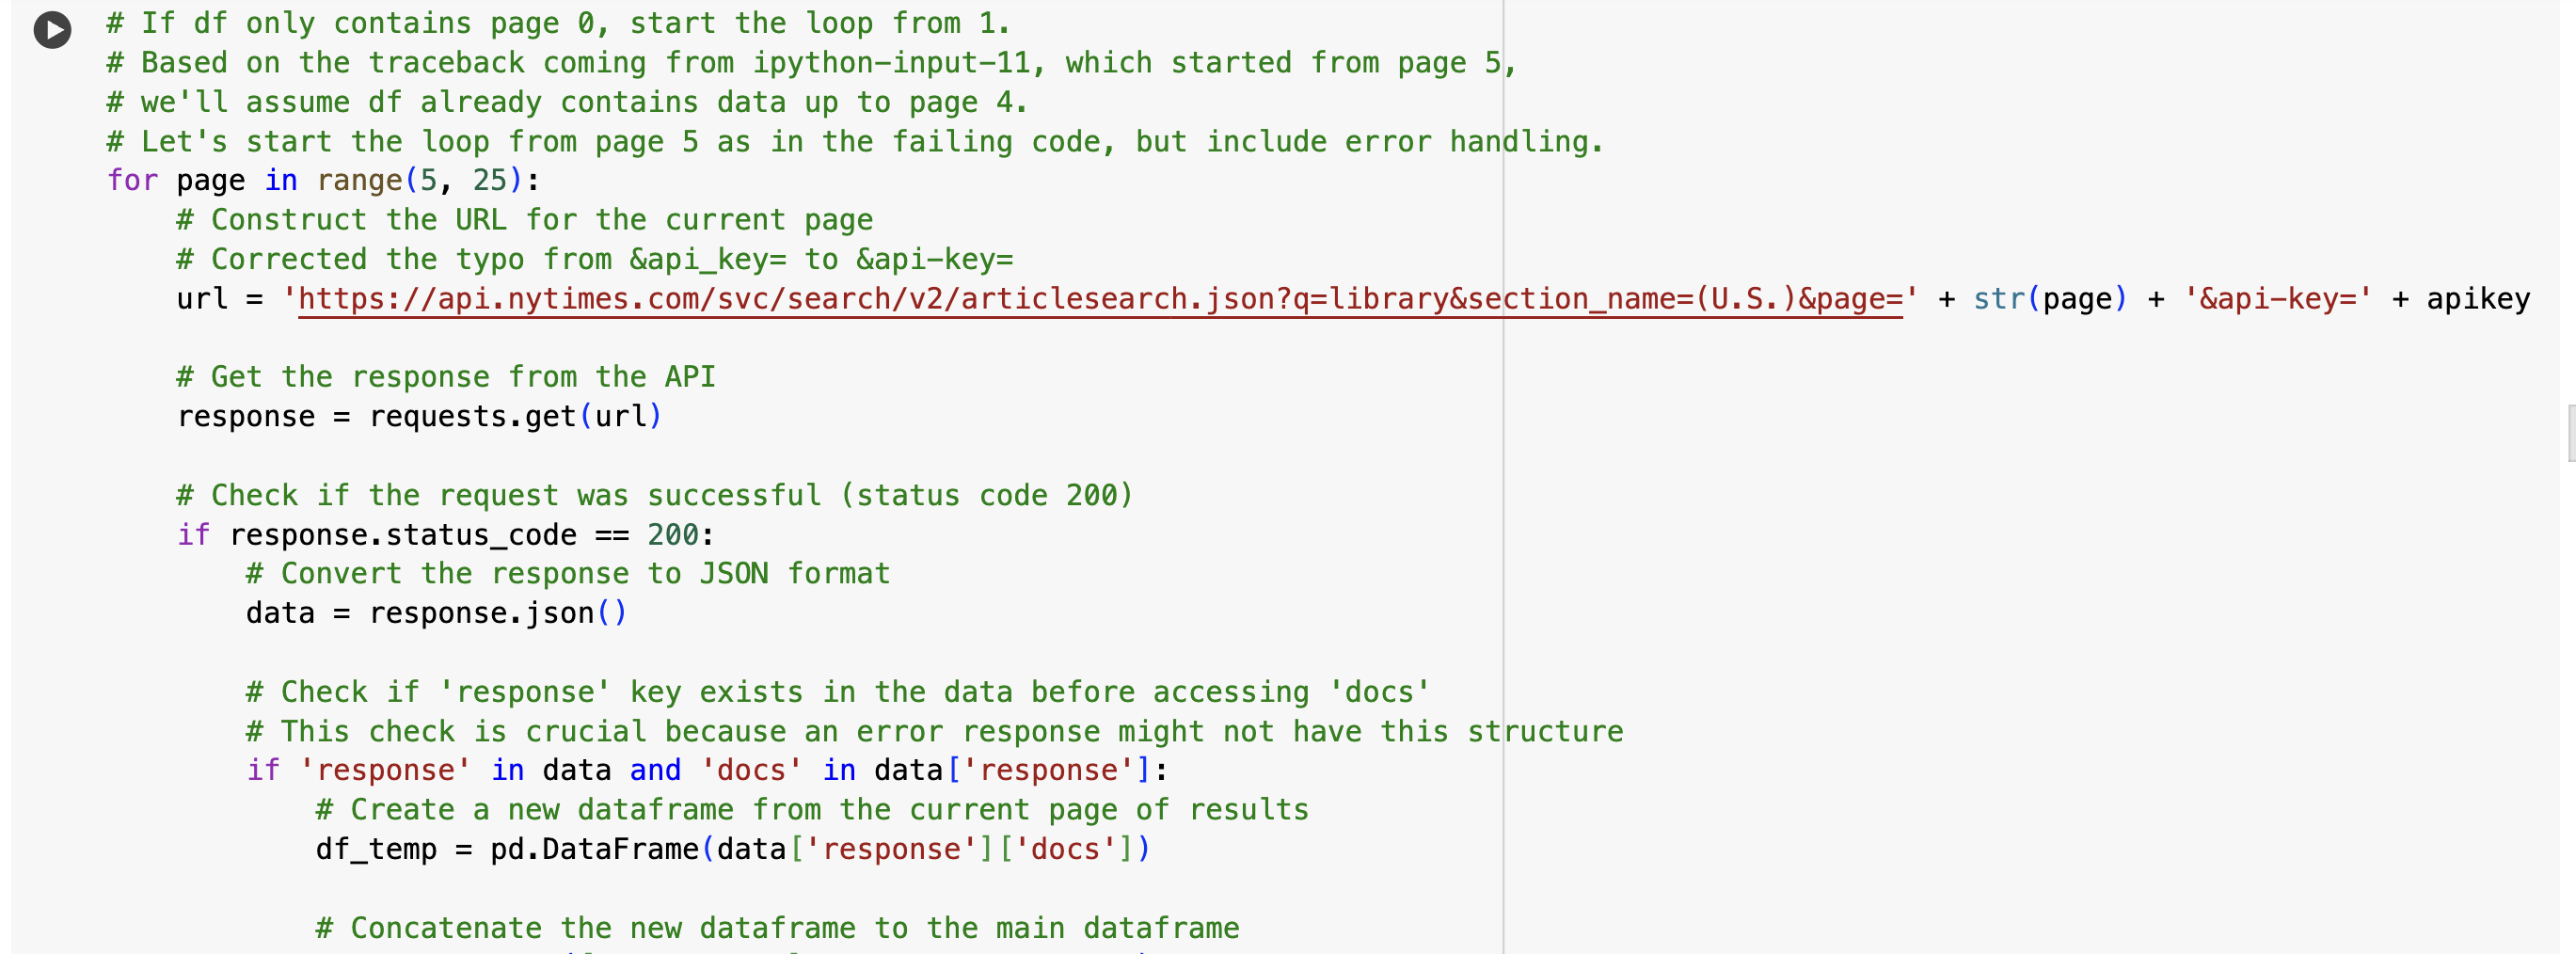 # If df only contains page 0, start the loop from 1.
# Based on the traceback coming from ipython-input-11, which started from page 5,
# we'll assume df already contains data up to page 4.
# Let's start the loop from page 5 as in the failing code, but include error handling.
for page in range(5, 25):
    # Construct the URL for the current page
    # Corrected the typo from &api_key= to &api-key=
    url = 'https://api.nytimes.com/svc/search/v2/articlesearch.json?q=library&section_name=(U.S.)&page=' + str(page) + '&api-key=' + apikey

    # Get the response from the API
    response = requests.get(url)

    # Check if the request was successful (status code 200)
    if response.status_code == 200:
        # Convert the response to JSON format
        data = response.json()

        # Check if 'response' key exists in the data before accessing 'docs'
        # This check is crucial because an error response might not have this structure
        if 'response' in data and 'docs' in data['response']:
            # Create a new dataframe from the current page of results
            df_temp = pd.DataFrame(data['response']['docs'])

            # Concatenate the new dataframe to the main dataframe